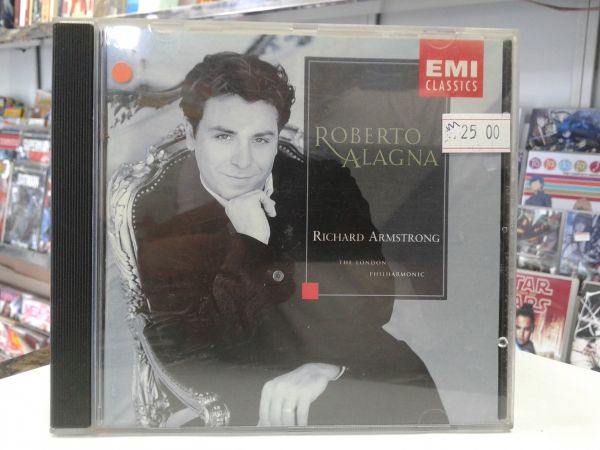 EMI
CLASSICS
25 00
ROBERTO
ALAGNA
RICHARD ARMSTRONG
THE LONDON
PHILHARMONIC
STAR
WARS